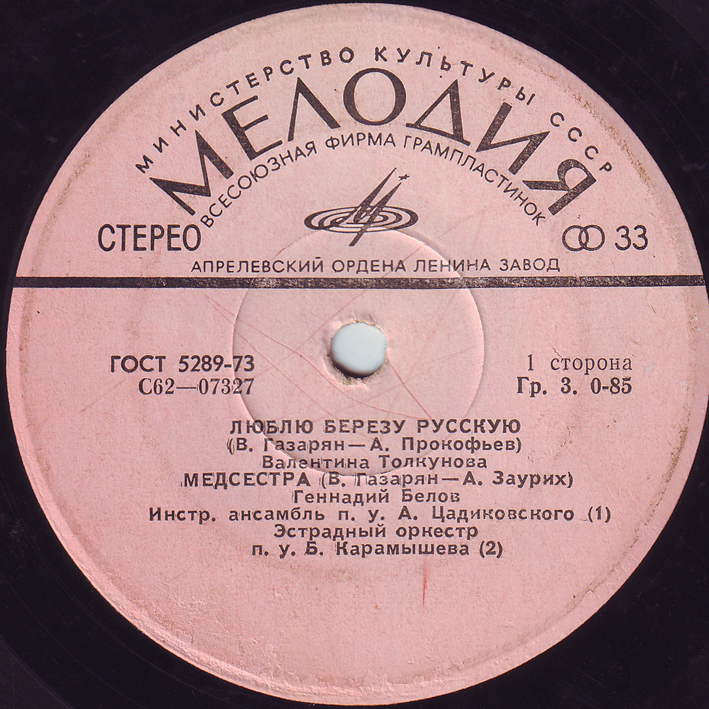 МИНИСТЕРСТВО КУЛЬТУРЫ СССР
МЕЛОДИЯ
ВСЕСОЮЗНАЯ ФИРМА ГРАМПЛАСТИНОК
СТЕРЕО
33
АПРЕЛЕВСКИЙ ОРДЕНА ЛЕНИНА ЗАВОД
ГОСТ 5289-73
1 сторона
С62—07327
Гр. 3. 0-85
ЛЮБЛЮ БЕРЕЗУ РУССКУЮ
(В. Газарян—А. Прокофьев)
Валентина Толкунова
МЕДСЕСТРА (В. Газарян—А. Заурих)
Геннадий Белов
Инстр. ансамбль п. у. А. Цадиковского (1)
Эстрадный оркестр
п. у. Б. Карамышева (2)